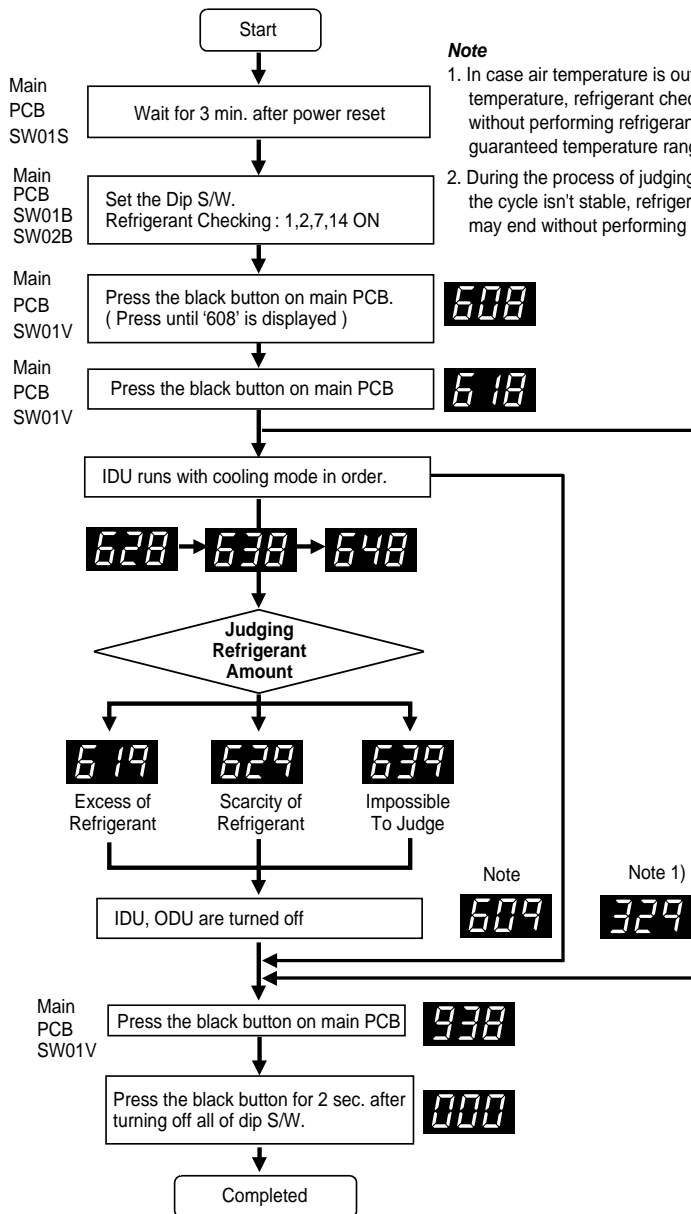 Start
Note
1. In case air temperature is
temperature, refrigerant
without performing
guaranteed temperature
2. During the process of judging
the cycle isn't stable,
may end without performing
Main
PCB
SW01S
Wait for 3 min. after power reset
Main
PCB
SW01B
SW02B
Set the Dip S/W.
Refrigerant Checking : 1,2,7,14 ON
Main
PCB
SW01V
Press the black button on main PCB.
( Press until ‘608’ is displayed )
608
Main
PCB
SW01V
Press the black button on main PCB
618
IDU runs with cooling mode in order.
628 638 648
Judging
Refrigerant
Amount
619 629 639
Excess of Scarcity of Impossible
Refrigerant Refrigerant To Judge
Note Note 1)
IDU, ODU are turned off
609 329
Main
PCB
SW01V
Press the black button on main PCB
938
Press the black button for 2 sec. after
turning off all of dip S/W.
000
Completed